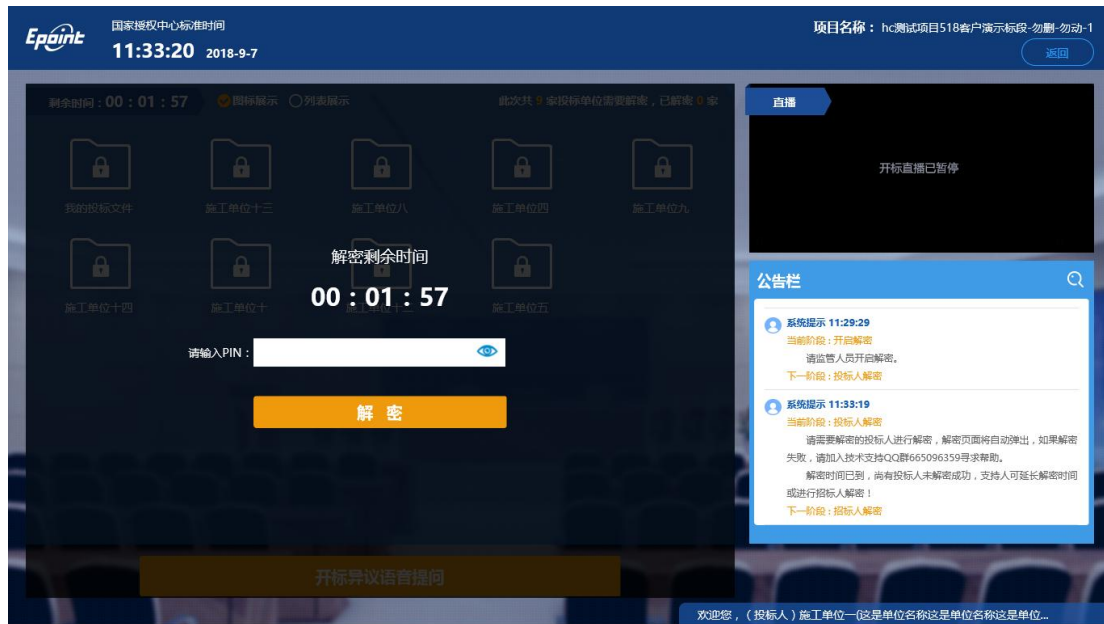 Epoint
国家授权中心标准时间
11:33:20 2018-9-7
项目名称：hc测试项目518客户演示标段-勿删-勿动-1
返回
剩余时间：00：01：57 图标展示 列表展示 此次共 9 家投标单位需要解密，已解密 0 家
我的投标文件 施工单位十三 施工单位八 施工单位四 施工单位九
施工单位十四 施工单位十 施工单位十二 施工单位五
解密剩余时间
00：01：57
请输入PIN：
解 密
开标异议语音提问
直播
开标直播已暂停
公告栏
系统提示 11:29:29
当前阶段：开启解密
请监管人员开启解密。
下一阶段：投标人解密
系统提示 11:33:19
当前阶段：投标人解密
请需要解密的投标人进行解密，解密页面将自动弹出，如果解密
失败，请加入技术支持QQ群665096359寻求帮助。
解密时间已到，尚有投标人未解密成功，支持人可延长解密时间
或进行招标人解密！
下一阶段：招标人解密
欢迎您，（投标人）施工单位一(这是单位名称这是单位名称这是单位...